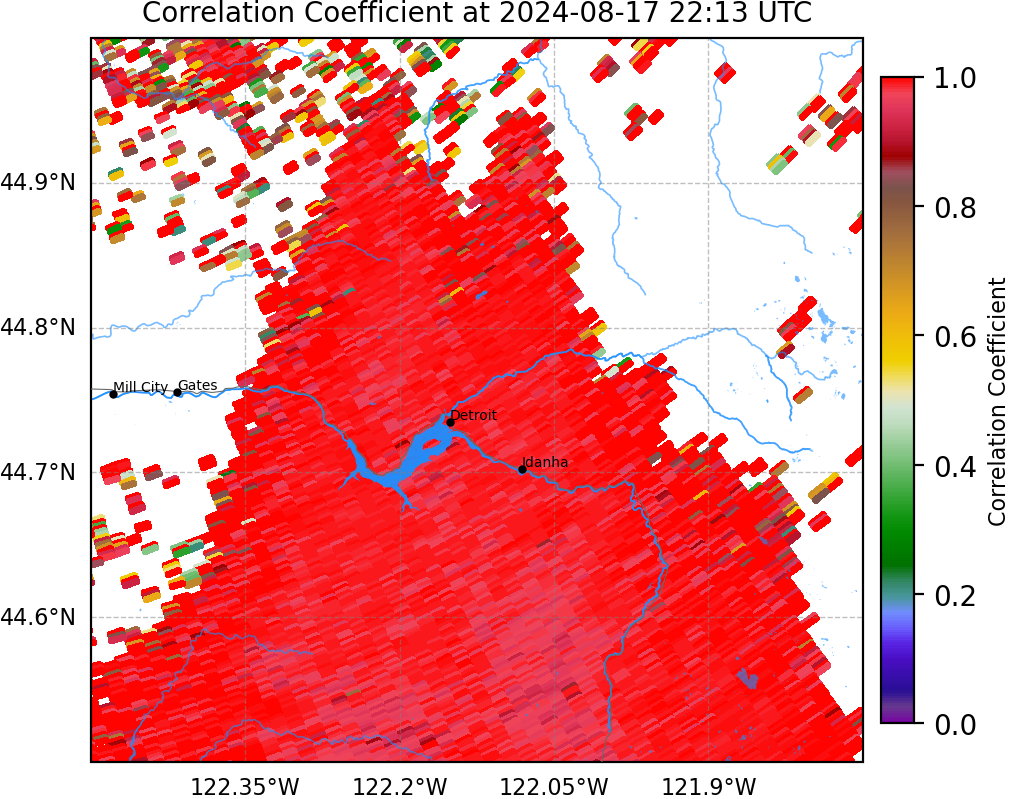 Correlation Coefficient at 2024-08-17 22:13 UTC
1.0
44.9°N
0.8
44.8°N
0.6
Mill City
Gates
Detroit
Idanha
44.7°N
0.4
Correlation Coefficient
44.6°N
0.2
0.0
122.35°W
122.2°W
122.05°W
121.9°W